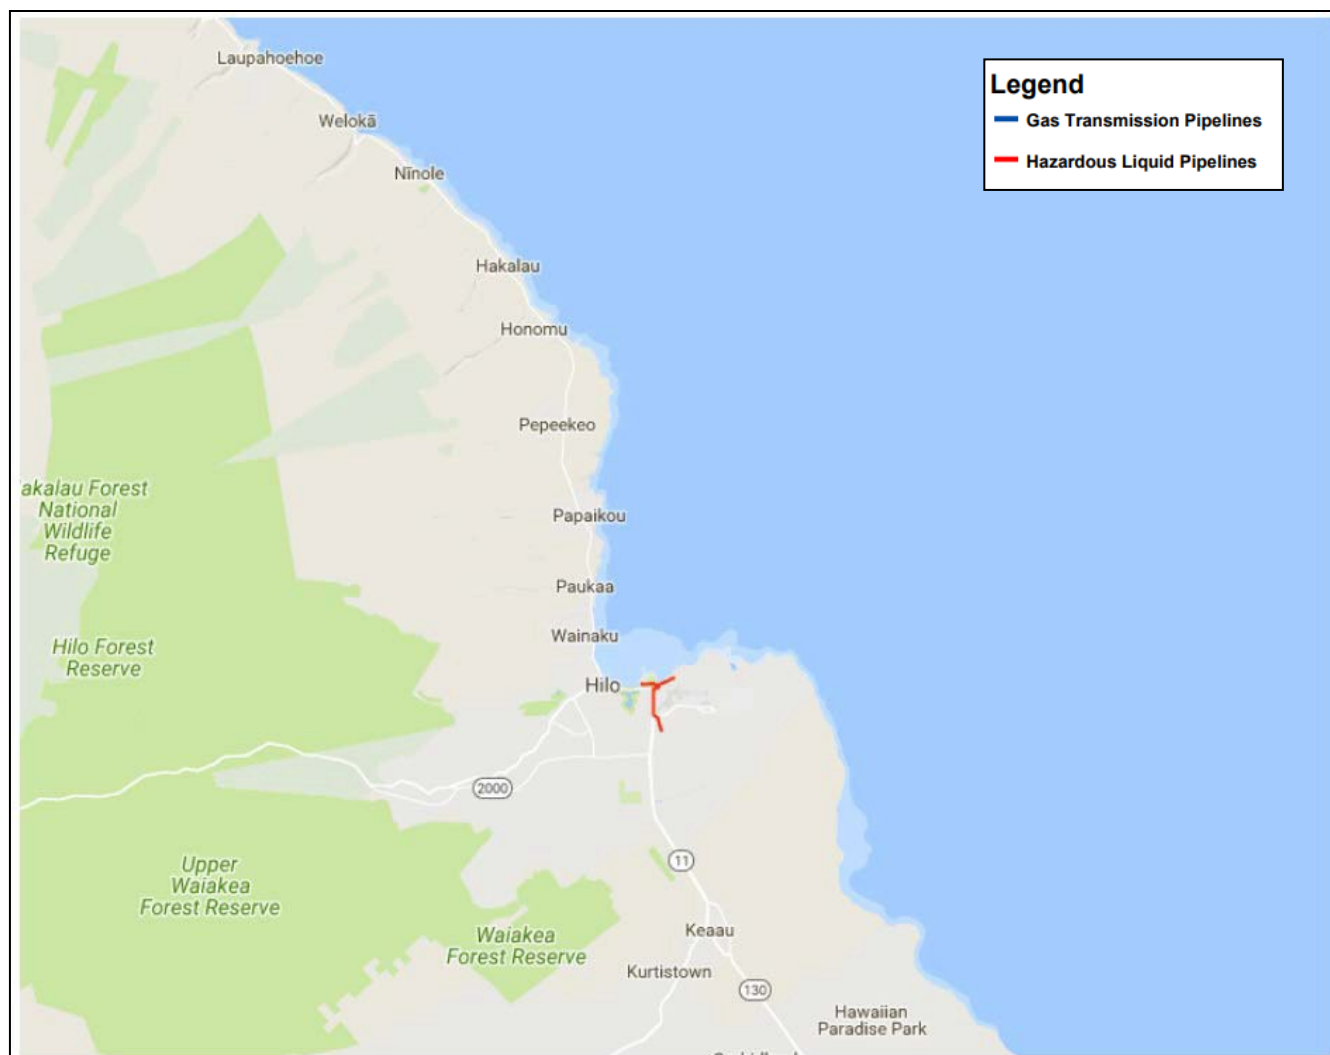 Laupahoehoe
Welokā
Nīnole
Hakalau
Honomu
Pepeekeo
Papaikou
Paukaa
Wainaku
Hilo
akalau Forest
National
Wildlife
Refuge
Hilo Forest
Reserve
2000
Upper
Waiakea
Forest Reserve
Waiakea
Forest Reserve
11
Keaau
Kurtistown
130
Hawaiian
Paradise Park
Legend
Gas Transmission Pipelines
Hazardous Liquid Pipelines